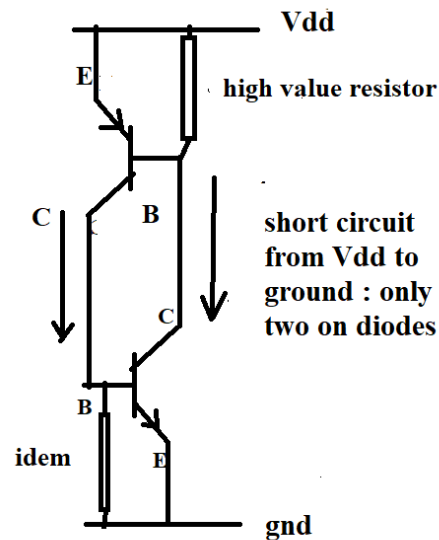 Vdd
E
high value resistor
C
B
short circuit
from Vdd to
ground : only
two on diodes
C
B
idem
E
gnd